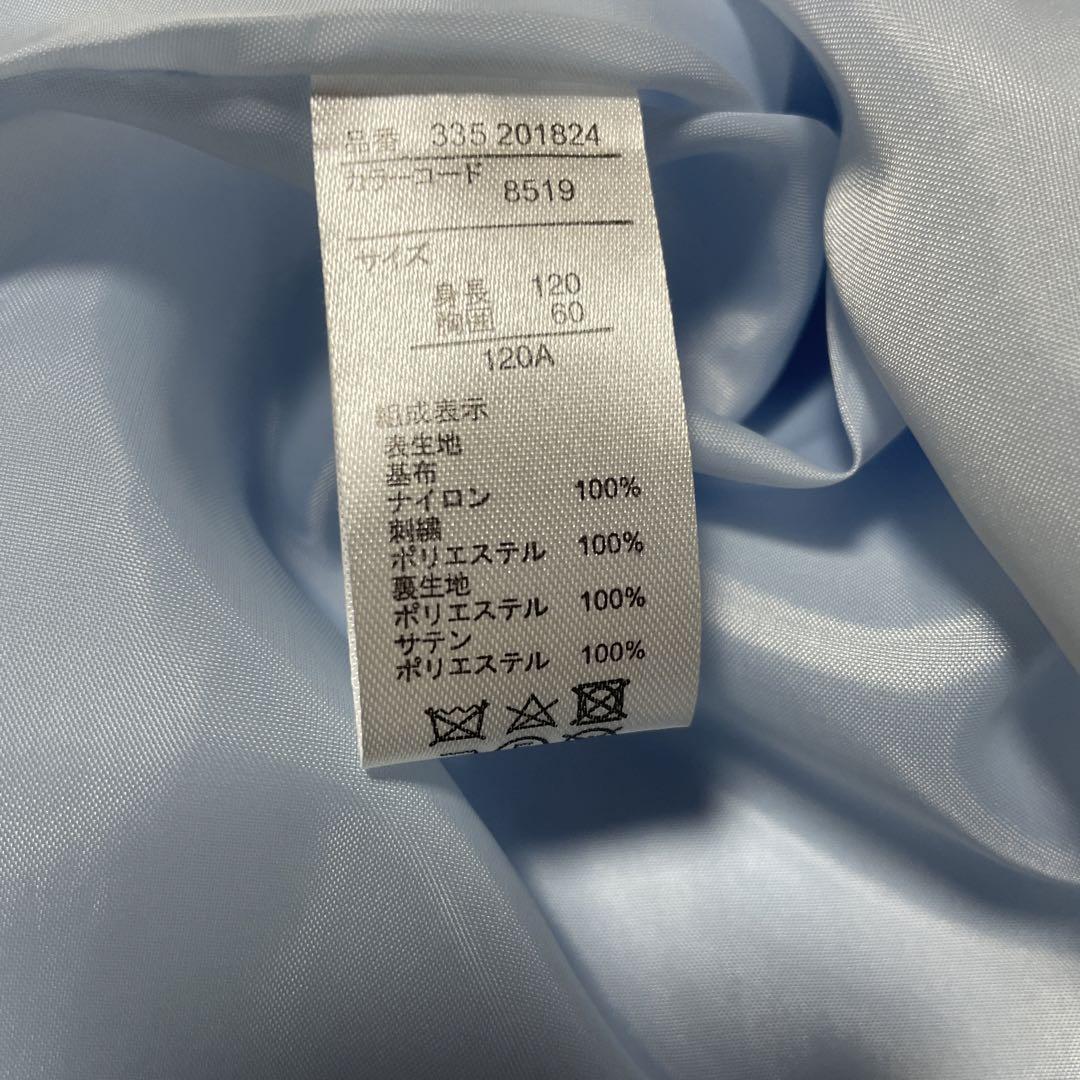 品番 335 201824
カラーコード 8519
サイズ
身長 120
胸囲 60
120A
組成表示
表生地
基布
ナイロン 100%
刺繍
ポリエステル 100%
裏生地
ポリエステル 100%
サテン
ポリエステル 100%